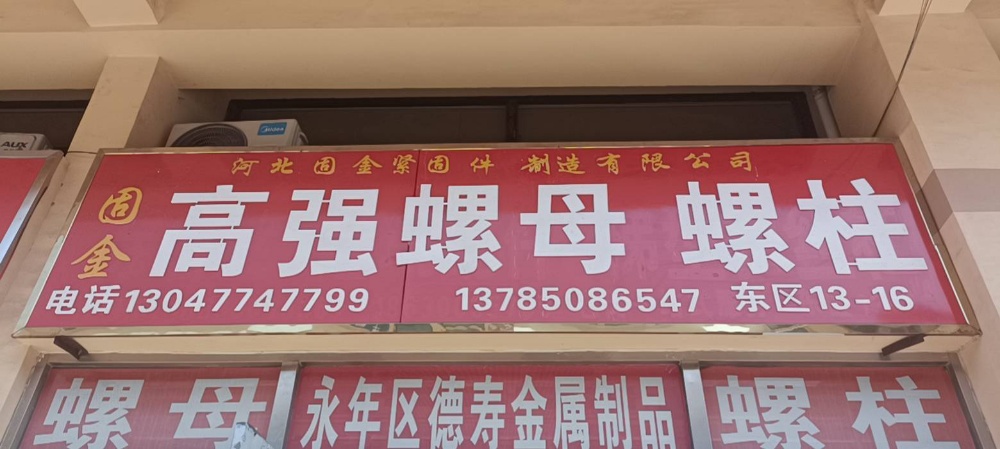 AUX
Midea
河北固金紧固件 制造有限公司
固金
高强螺母 螺柱
电话13047747799 13785086547 东区13-16
螺母 永年区德寿金属制品 螺柱